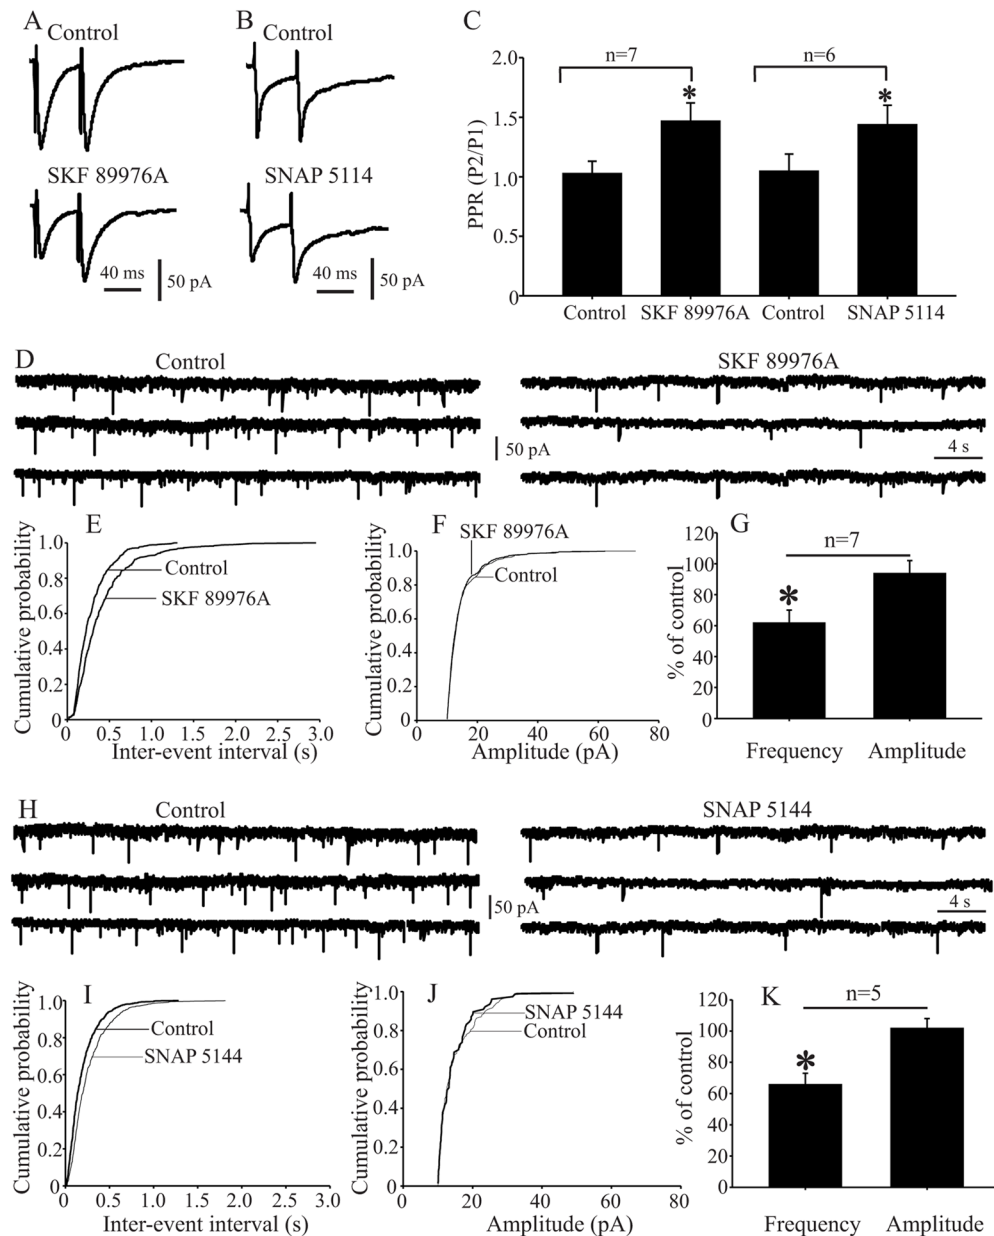 A
Control
SKF 89976A
40 ms
50 pA
B
Control
SNAP 5114
40 ms
50 pA
C
PPR (P2/P1)
2.0
1.5
1.0
0.5
0
n=7
n=6
*
*
Control
SKF 89976A
Control
SNAP 5114
D
Control
SKF 89976A
50 pA
4 s
E
Cumulative probability
1.0
0.8
0.6
0.4
0.2
0
Control
SKF 89976A
0
0.5
1.0
1.5
2.0
2.5
3.0
Inter-event interval (s)
F
Cumulative probability
1.0
0.8
0.6
0.4
0.2
0
SKF 89976A
Control
0
20
40
60
80
Amplitude (pA)
G
% of control
120
100
80
60
40
20
0
n=7
*
Frequency
Amplitude
H
Control
SNAP 5144
50 pA
4 s
I
Cumulative probability
1.0
0.8
0.6
0.4
0.2
0
Control
SNAP 5144
0
1.0
2.0
3.0
Inter-event interval (s)
J
Cumulative probability
1.0
0.8
0.6
0.4
0.2
0
SNAP 5144
Control
0
20
40
60
80
Amplitude (pA)
K
% of control
120
100
80
60
40
20
0
n=5
*
Frequency
Amplitude